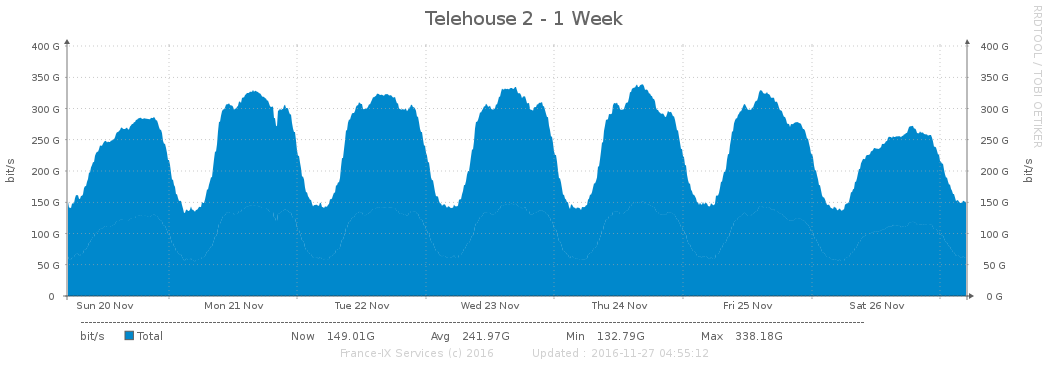 Telehouse 2 - 1 Week
RRDTOOL / TOBI OETIKER
400 G 400 G
350 G 350 G
300 G 300 G
250 G 250 G
200 G 200 G
150 G 150 G
100 G 100 G
50 G 50 G
0 0 G
bit/s bit/s
Sun 20 Nov Mon 21 Nov Tue 22 Nov Wed 23 Nov Thu 24 Nov Fri 25 Nov Sat 26 Nov
bit/s Total Now 149.01G Avg 241.97G Min 132.79G Max 338.18G
France-IX Services (c) 2016 Updated : 2016-11-27 04:55:12